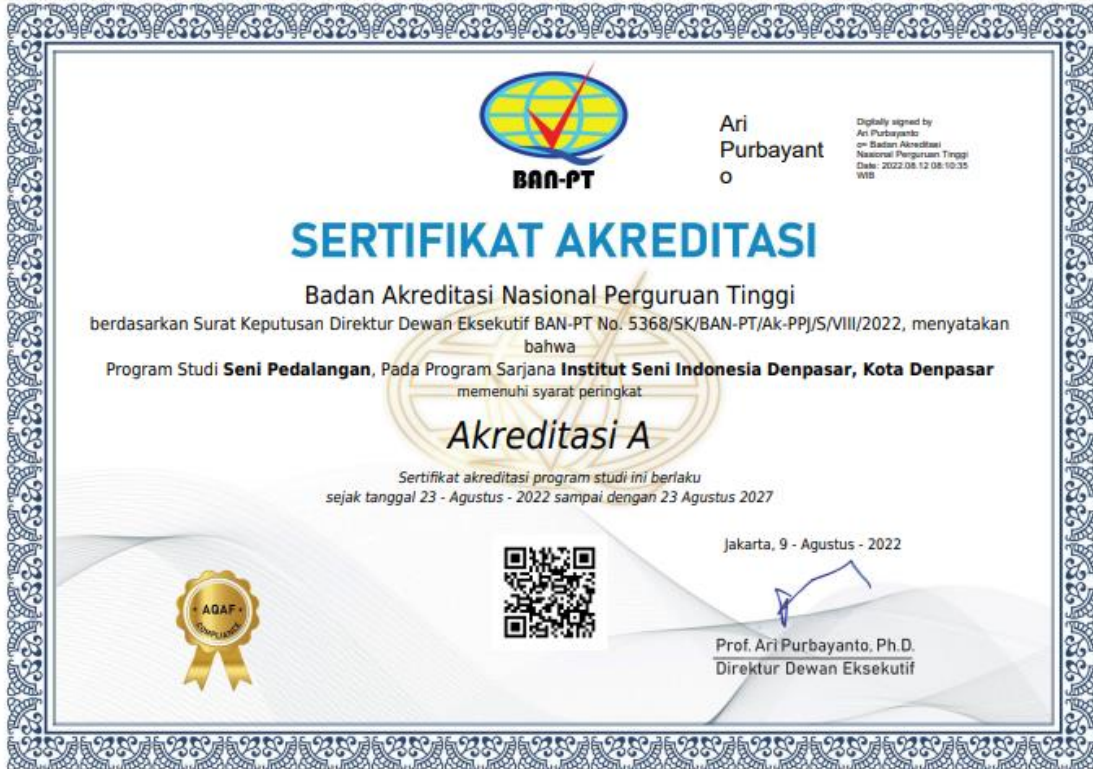 BAN-PT
Ari
Purbayant
o
Digitally signed by
Ari Purbayanto
o= Badan Akreditasi
Nasional Perguruan Tinggi
Date: 2022.08.12 08:10:35
WIB
SERTIFIKAT AKREDITASI
Badan Akreditasi Nasional Perguruan Tinggi
berdasarkan Surat Keputusan Direktur Dewan Eksekutif BAN-PT No. 5368/SK/BAN-PT/Ak-PPJ/S/VIII/2022, menyatakan
bahwa
Program Studi Seni Pedalangan, Pada Program Sarjana Institut Seni Indonesia Denpasar, Kota Denpasar
memenuhi syarat peringkat
Akreditasi A
Sertifikat akreditasi program studi ini berlaku
sejak tanggal 23 - Agustus - 2022 sampai dengan 23 Agustus 2027
Jakarta, 9 - Agustus - 2022
AQAF
COMPLIANCE
Prof. Ari Purbayanto, Ph.D.
Direktur Dewan Eksekutif